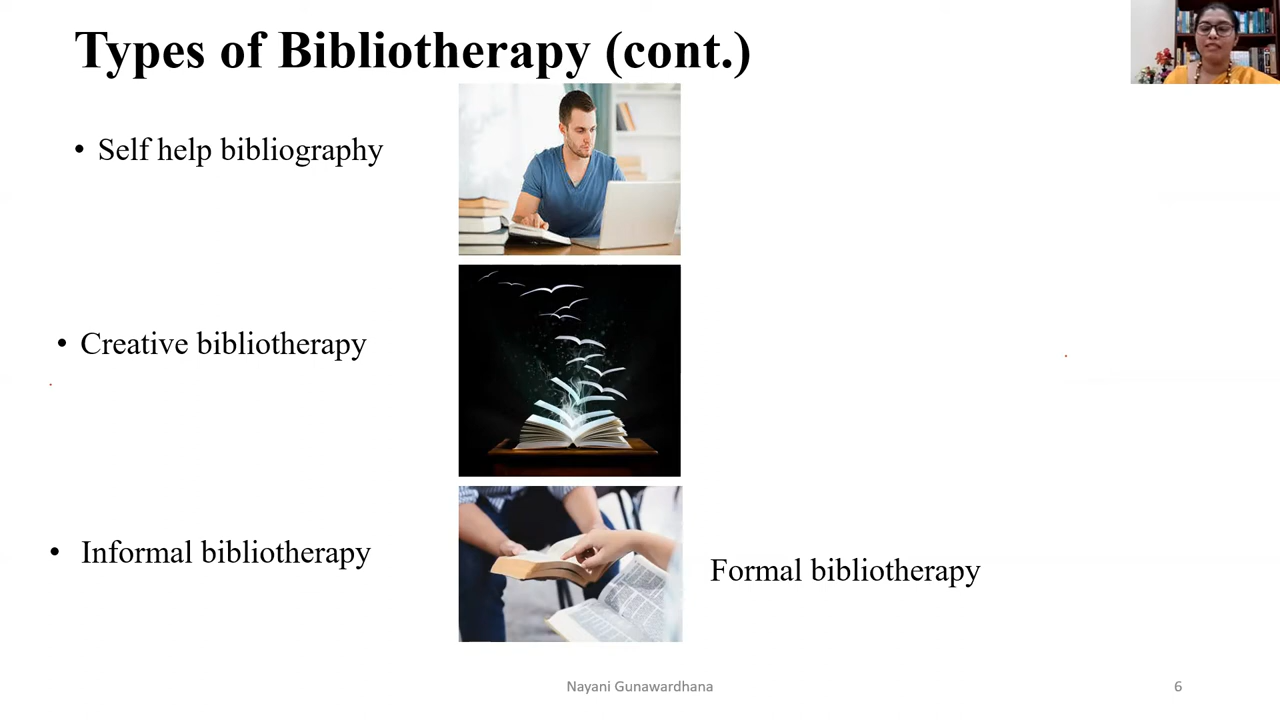 Types of Bibliotherapy (cont.)
• Self help bibliography
• Creative bibliotherapy
• Informal bibliotherapy
Formal bibliotherapy
Nayani Gunawardhana
6